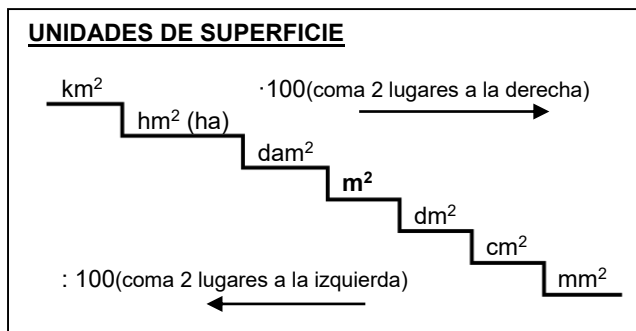 UNIDADES DE SUPERFICIE
km²
·100(coma 2 lugares a la derecha)
hm² (ha)
dam²
m²
dm²
cm²
: 100(coma 2 lugares a la izquierda)
mm²